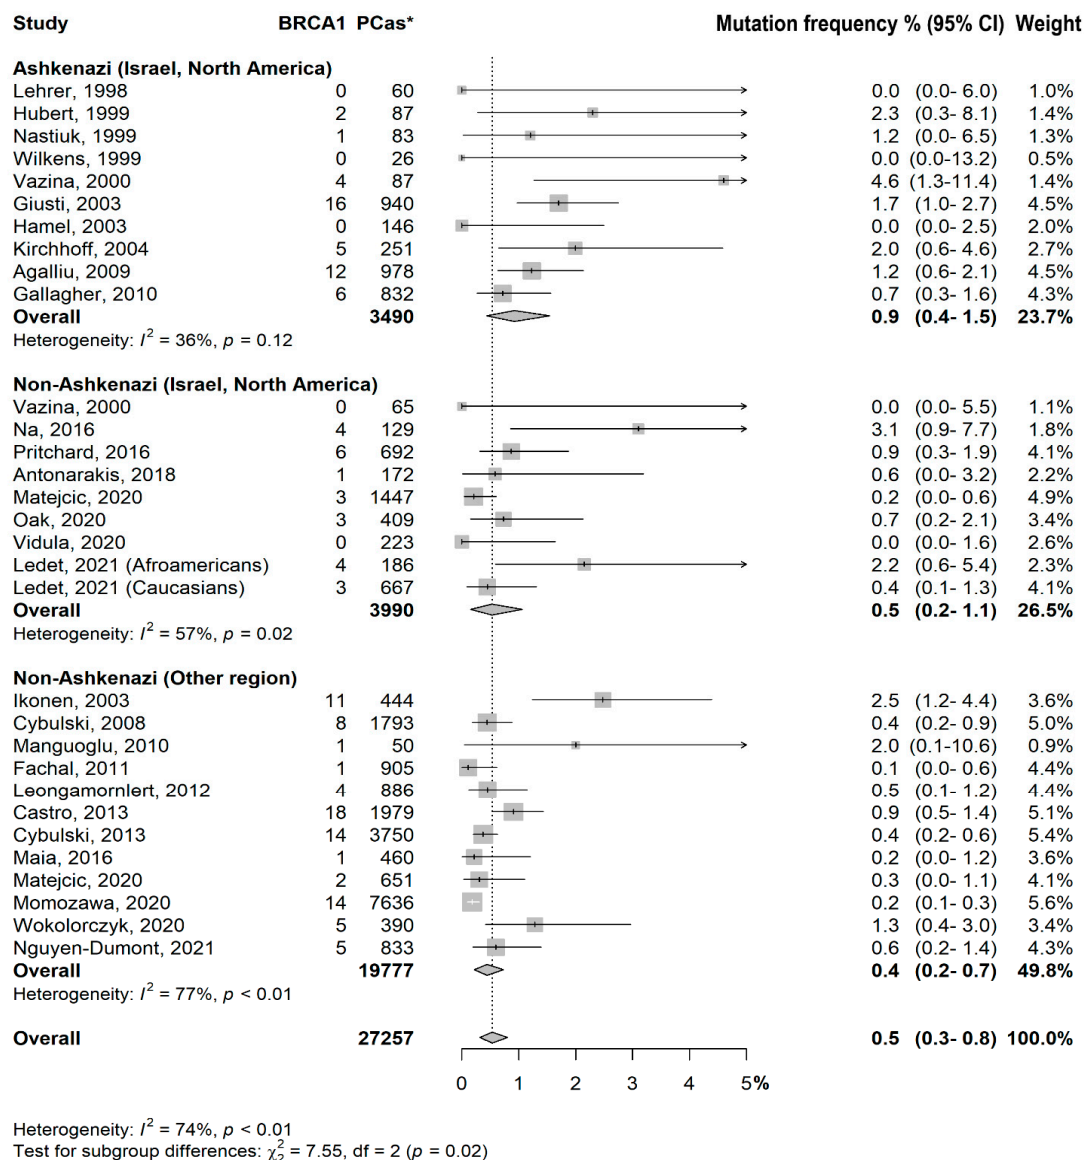 Study BRCA1 PCas* Mutation frequency % (95% CI) Weight
Ashkenazi (Israel, North America)
Lehrer, 1998 0 60 0.0 (0.0- 6.0) 1.0%
Hubert, 1999 2 87 2.3 (0.3- 8.1) 1.4%
Nastiuk, 1999 1 83 1.2 (0.0- 6.5) 1.3%
Wilkens, 1999 0 26 0.0 (0.0-13.2) 0.5%
Vazina, 2000 4 87 4.6 (1.3-11.4) 1.4%
Giusti, 2003 16 940 1.7 (1.0- 2.7) 4.5%
Hamel, 2003 0 146 0.0 (0.0- 2.5) 2.0%
Kirchhoff, 2004 5 251 2.0 (0.6- 4.6) 2.7%
Agalliu, 2009 12 978 1.2 (0.6- 2.1) 4.5%
Gallagher, 2010 6 832 0.7 (0.3- 1.6) 4.3%
Overall 3490 0.9 (0.4- 1.5) 23.7%
Heterogeneity: I² = 36%, p = 0.12
Non-Ashkenazi (Israel, North America)
Vazina, 2000 0 65 0.0 (0.0- 5.5) 1.1%
Na, 2016 4 129 3.1 (0.9- 7.7) 1.8%
Pritchard, 2016 6 692 0.9 (0.3- 1.9) 4.1%
Antonarakis, 2018 1 172 0.6 (0.0- 3.2) 2.2%
Matejcic, 2020 3 1447 0.2 (0.0- 0.6) 4.9%
Oak, 2020 3 409 0.7 (0.2- 2.1) 3.4%
Vidula, 2020 0 223 0.0 (0.0- 1.6) 2.6%
Ledet, 2021 (Afroamericans) 4 186 2.2 (0.6- 5.4) 2.3%
Ledet, 2021 (Caucasians) 3 667 0.4 (0.1- 1.3) 4.1%
Overall 3990 0.5 (0.2- 1.1) 26.5%
Heterogeneity: I² = 57%, p = 0.02
Non-Ashkenazi (Other region)
Ikonen, 2003 11 444 2.5 (1.2- 4.4) 3.6%
Cybulski, 2008 8 1793 0.4 (0.2- 0.9) 5.0%
Manguoglu, 2010 1 50 2.0 (0.1-10.6) 0.9%
Fachal, 2011 1 905 0.1 (0.0- 0.6) 4.4%
Leongamornlert, 2012 4 886 0.5 (0.1- 1.2) 4.4%
Castro, 2013 18 1979 0.9 (0.5- 1.4) 5.1%
Cybulski, 2013 14 3750 0.4 (0.2- 0.6) 5.4%
Maia, 2016 1 460 0.2 (0.0- 1.2) 3.6%
Matejcic, 2020 2 651 0.3 (0.0- 1.1) 4.1%
Momozawa, 2020 14 7636 0.2 (0.1- 0.3) 5.6%
Wokolorczyk, 2020 5 390 1.3 (0.4- 3.0) 3.4%
Nguyen-Dumont, 2021 5 833 0.6 (0.2- 1.4) 4.3%
Overall 19777 0.4 (0.2- 0.7) 49.8%
Heterogeneity: I² = 77%, p < 0.01
Overall 27257 0.5 (0.3- 0.8) 100.0%
0 1 2 3 4 5%
Heterogeneity: I² = 74%, p < 0.01
Test for subgroup differences: χ²₂ = 7.55, df = 2 (p = 0.02)